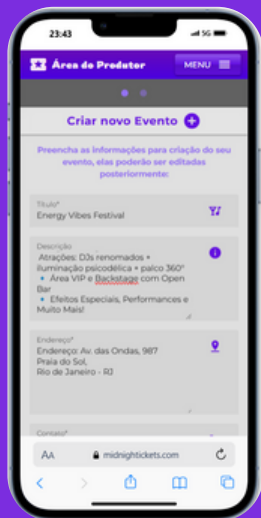 23:43
5G
Área do Produtor
MENU
Criar novo Evento
Preencha as informações para criação do seu
evento, elas poderão ser editadas
posteriormente:
Título*
Energy Vibes Festival
Descrição
Atrações: DJs renomados +
iluminação psicodélica + palco 360°
Área VIP e Backstage com Open
Bar
Efeitos Especiais, Performances e
Muito Mais!
Endereço*
Endereço: Av. das Ondas, 987
Praia do Sol,
Rio de Janeiro - RJ
Contato*
AA
midnightickets.com